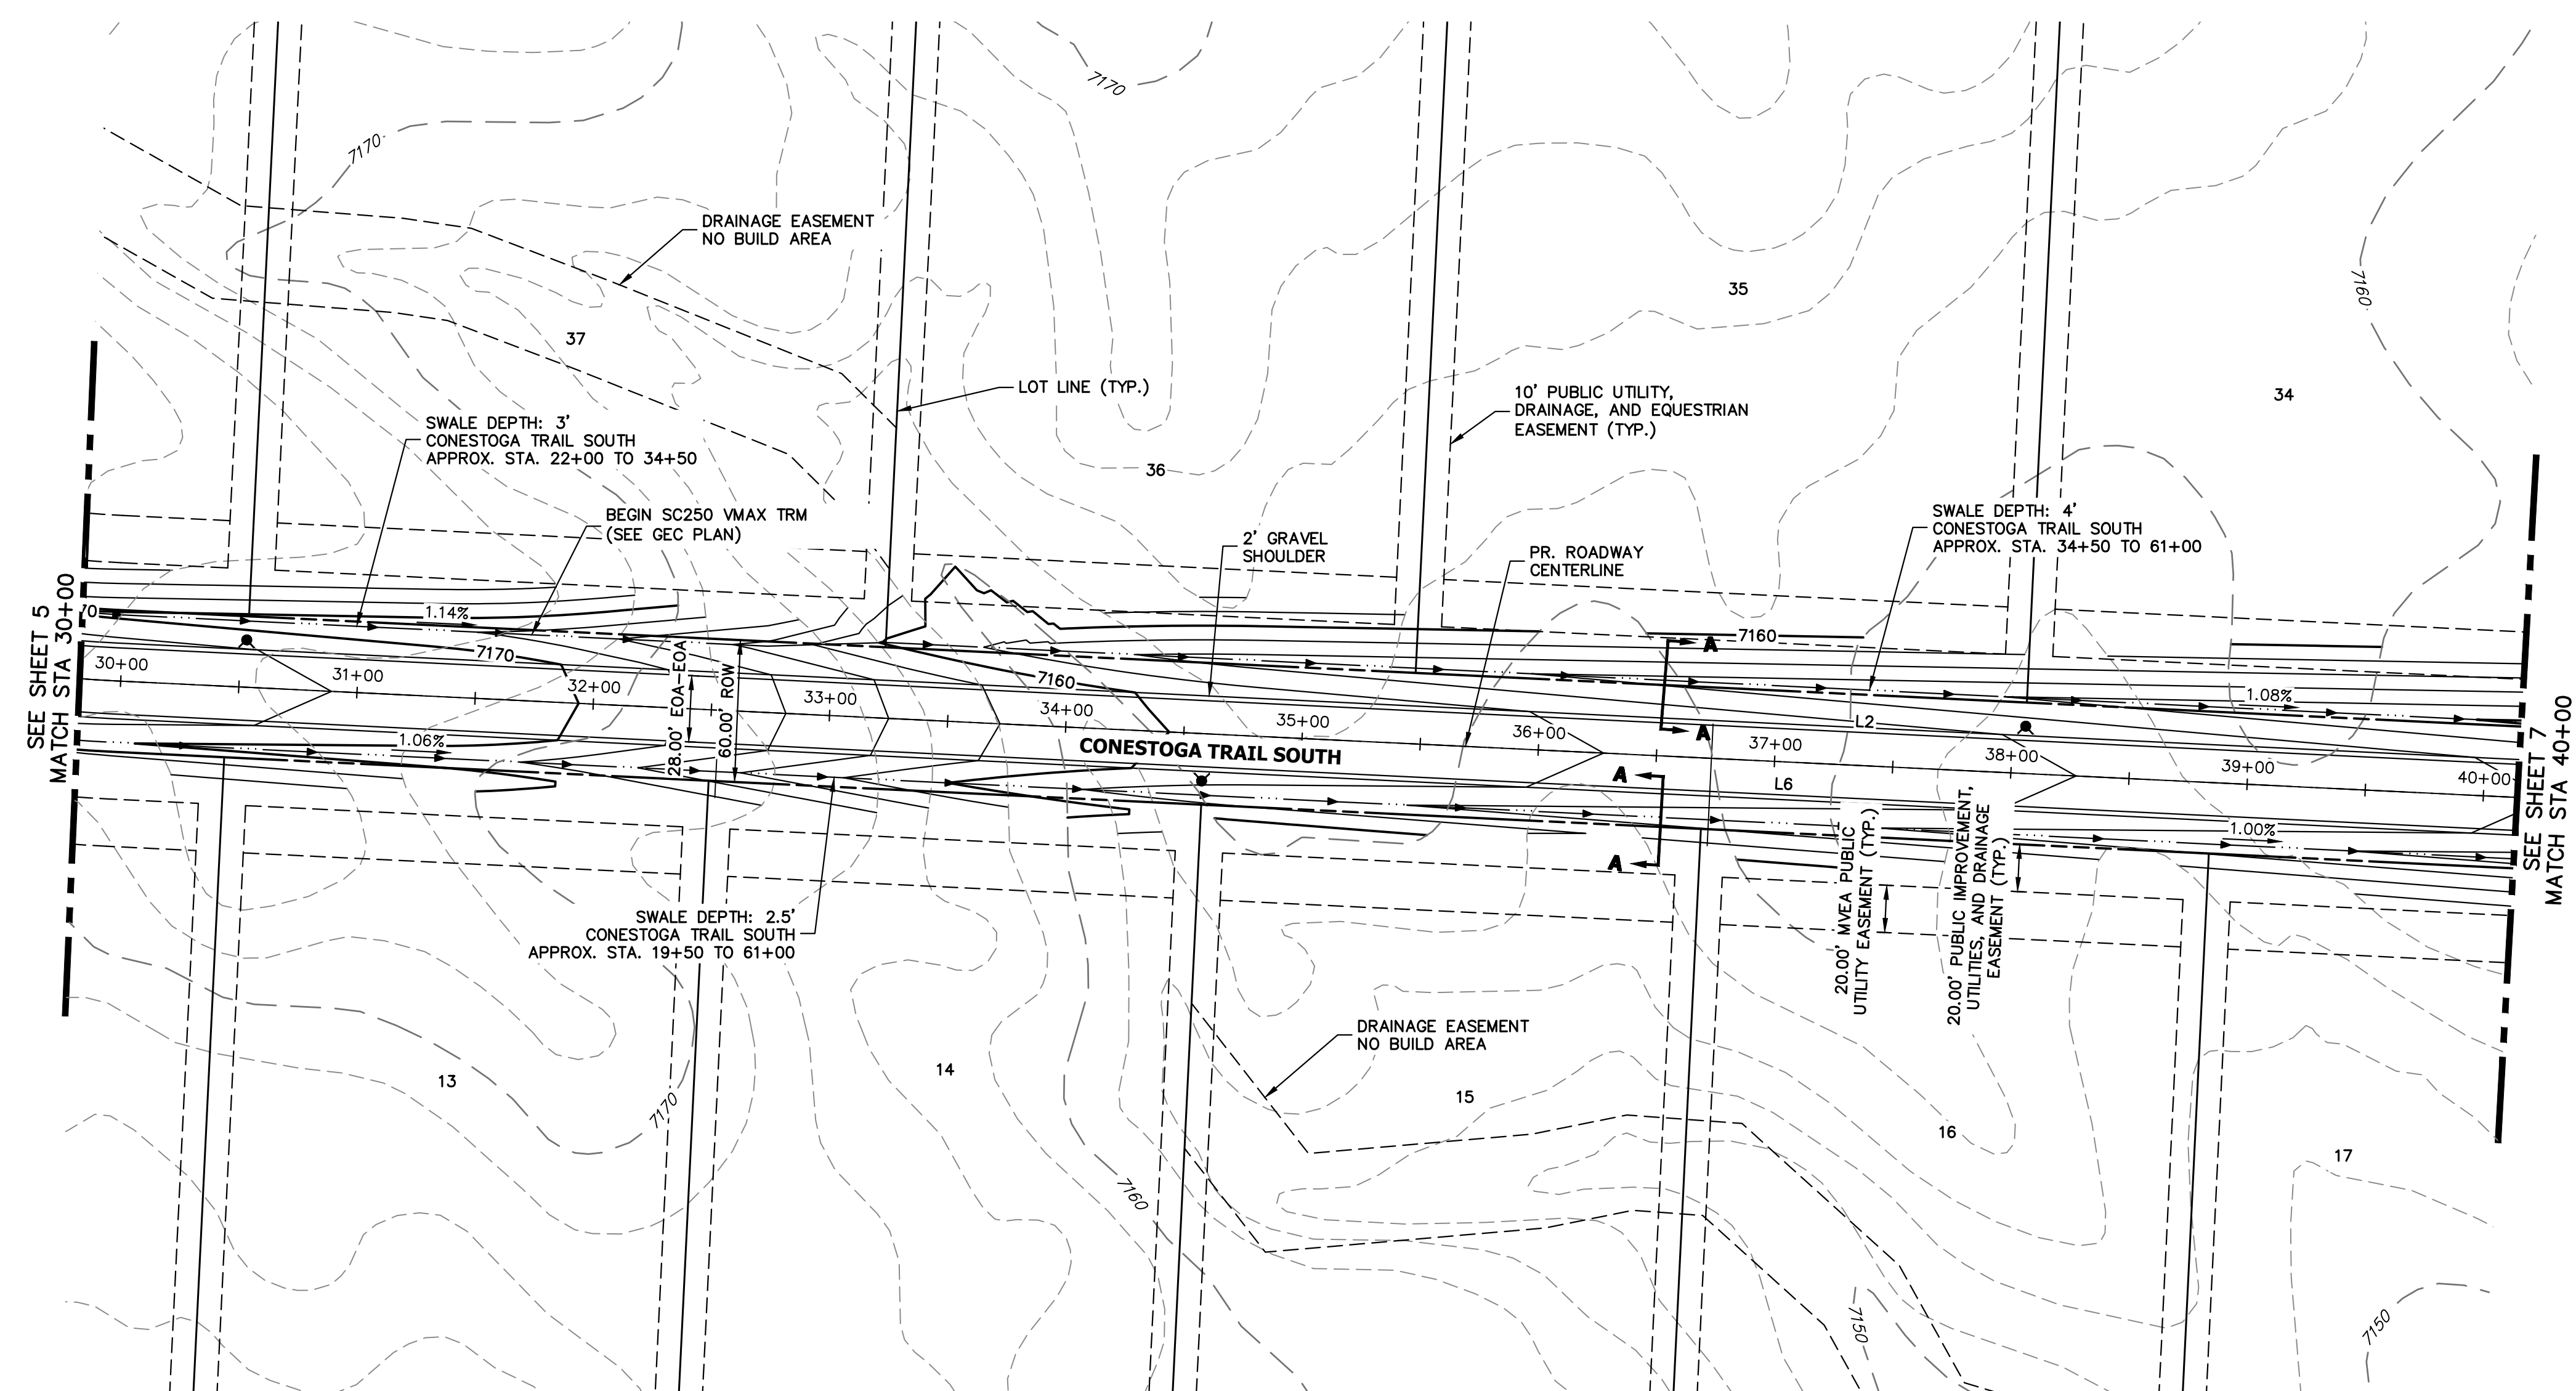 7170
7170
DRAINAGE EASEMENT
NO BUILD AREA
35
7160
37
LOT LINE (TYP.)
10' PUBLIC UTILITY,
DRAINAGE, AND EQUESTRIAN
EASEMENT (TYP.)
34
SWALE DEPTH: 3'
CONESTOGA TRAIL SOUTH
APPROX. STA. 22+00 TO 34+50
36
BEGIN SC250 VMAX TRM
(SEE GEC PLAN)
2' GRAVEL
SHOULDER
PR. ROADWAY
CENTERLINE
SWALE DEPTH: 4'
CONESTOGA TRAIL SOUTH
APPROX. STA. 34+50 TO 61+00
SEE SHEET 5
MATCH STA 30+00
70
1.14%
7160
A
7170
30+00
31+00
32+00
28.00' EOA-EOA
60.00' ROW
33+00
7160
34+00
35+00
36+00
A
L2
1.08%
37+00
38+00
39+00
40+00
1.06%
CONESTOGA TRAIL SOUTH
A
L6
1.00%
A
SEE SHEET 7
MATCH STA 40+00
20.00' MVEA PUBLIC
UTILITY EASEMENT (TYP.)
20.00' PUBLIC IMPROVEMENT,
UTILITIES, AND DRAINAGE
EASEMENT (TYP.)
SWALE DEPTH: 2.5'
CONESTOGA TRAIL SOUTH
APPROX. STA. 19+50 TO 61+00
DRAINAGE EASEMENT
NO BUILD AREA
13
14
15
16
17
7170
7160
7150
7150